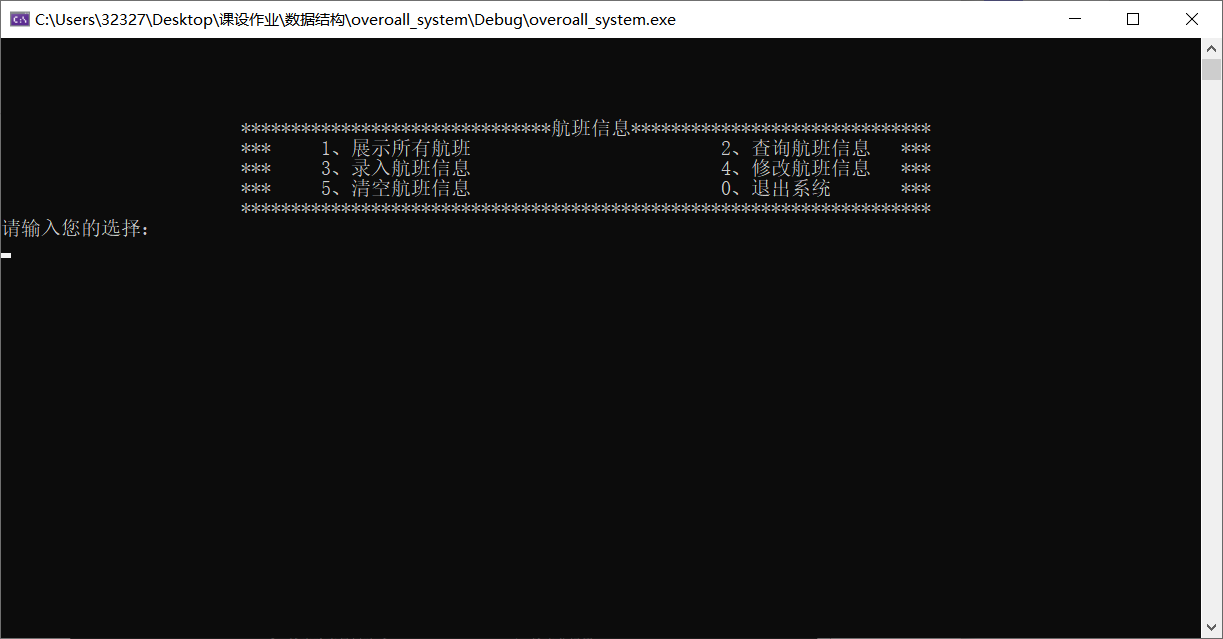 C:\Users\32327\Desktop\课设作业\数据结构\overoall_system\Debug\overoall_system.exe
*******************************航班信息******************************
***     1、展示所有航班                         2、查询航班信息   ***
***     3、录入航班信息                         4、修改航班信息   ***
***     5、清空航班信息                         0、退出系统       ***
*********************************************************************
请输入您的选择：